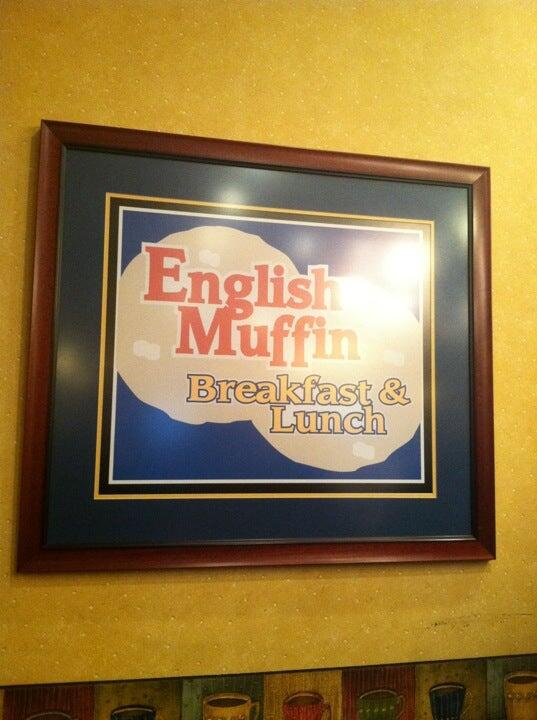 English
Muffin
Breakfast &
Lunch